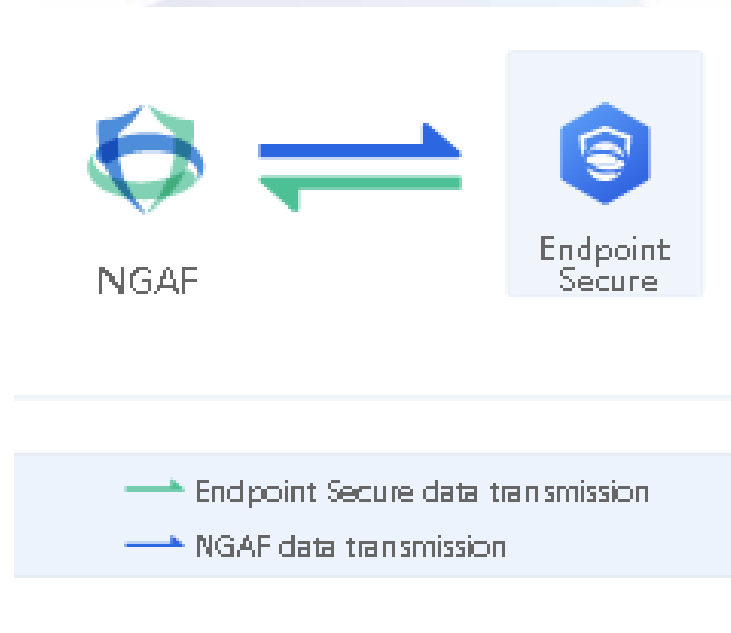 NGAF
Endpoint
Secure
Endpoint Secure data transmission
NGAF data transmission